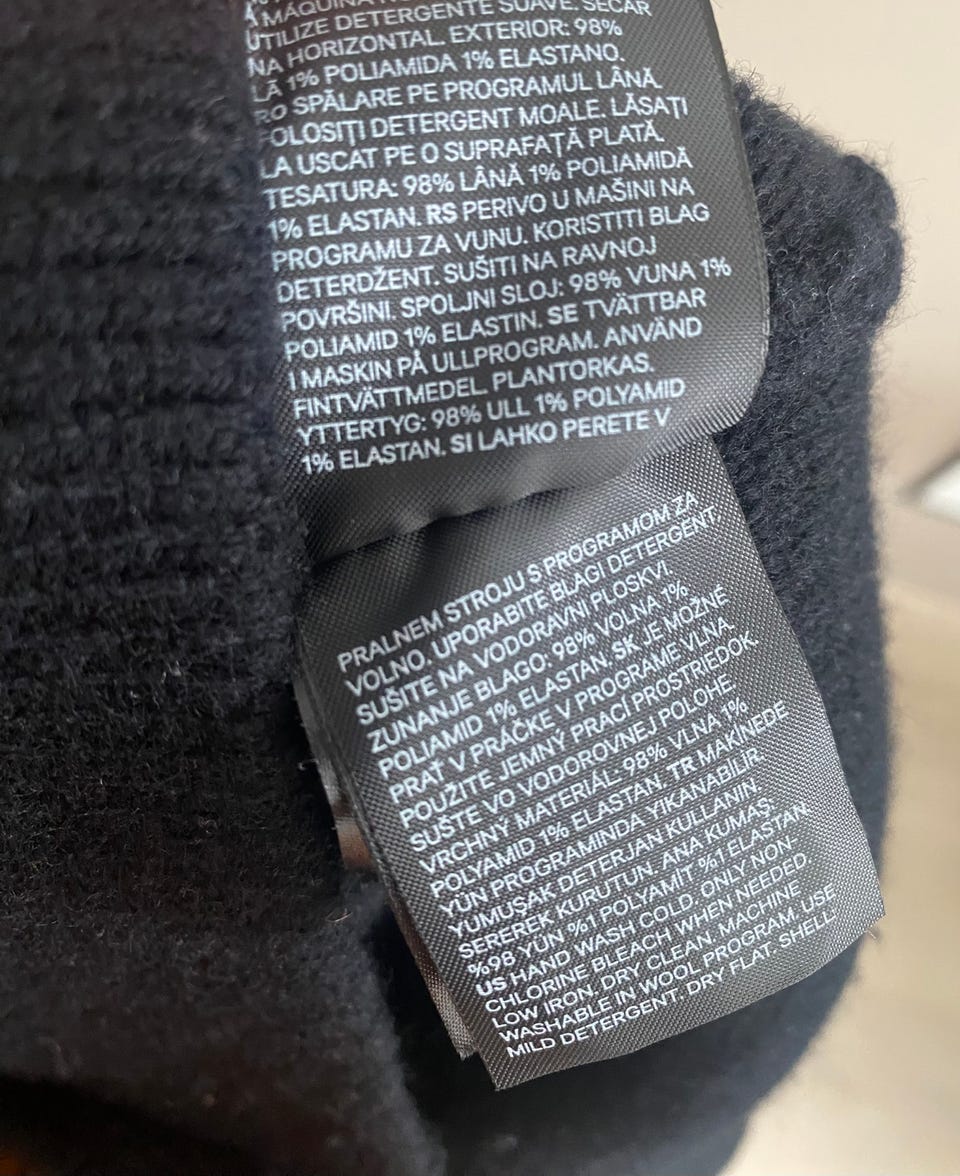 A MÁQUINA
UTILIZE DETERGENTE SUAVE. SECAR
NA HORIZONTAL. EXTERIOR: 98%
LÃ 1% POLIAMIDA 1% ELASTANO.
RO SPĂLARE PE PROGRAMUL LÂNĂ.
FOLOSIȚI DETERGENT MOALE. LĂSAȚI
LA USCAT PE O SUPRAFAȚĂ PLATĂ.
TESATURA: 98% LÂNĂ 1% POLIAMIDĂ
1% ELASTAN. RS PERIVO U MAŠINI NA
PROGRAMU ZA VUNU. KORISTITI BLAG
DETERDŽENT. SUŠITI NA RAVNOJ
POVRŠINI. SPOLJNI SLOJ: 98% VUNA 1%
POLIAMID 1% ELASTIN. SE TVÄTTBAR
I MASKIN PÅ ULLPROGRAM. ANVÄND
FINTVÄTTMEDEL. PLANTORKAS.
YTTERTYG: 98% ULL 1% POLYAMID
1% ELASTAN. SI LAHKO PERETE V
PRALNEM STROJU S PROGRAMOM ZA
VOLNO. UPORABITE BLAGI DETERGENT.
SUŠITE NA VODORAVNI PLOSKVI.
ZUNANJE BLAGO: 98% VOLNA 1%
POLIAMID 1% ELASTAN. SK JE MOŽNÉ
PRAŤ V PRÁČKE V PROGRAME VLNA.
POUŽITE JEMNÝ PRACÍ PROSTRIEDOK.
SUŠTE VO VODOROVNEJ POLOHE.
VRCHNÝ MATERIÁL: 98% VLNA 1%
POLYAMID 1% ELASTAN. TR MAKİNEDE
YÜN PROGRAMINDA YIKANABİLİR.
YUMUŞAK DETERJAN KULLANIN.
SEREREK KURUTUN. ANA KUMAŞ:
%98 YÜN %1 POLYAMİT %1 ELASTAN.
US HAND WASH COLD. ONLY NON-
CHLORINE BLEACH WHEN NEEDED
LOW IRON. DRY CLEAN. MACHINE
WASHABLE IN WOOL PROGRAM. USE
MILD DETERGENT. DRY FLAT. SHELL: